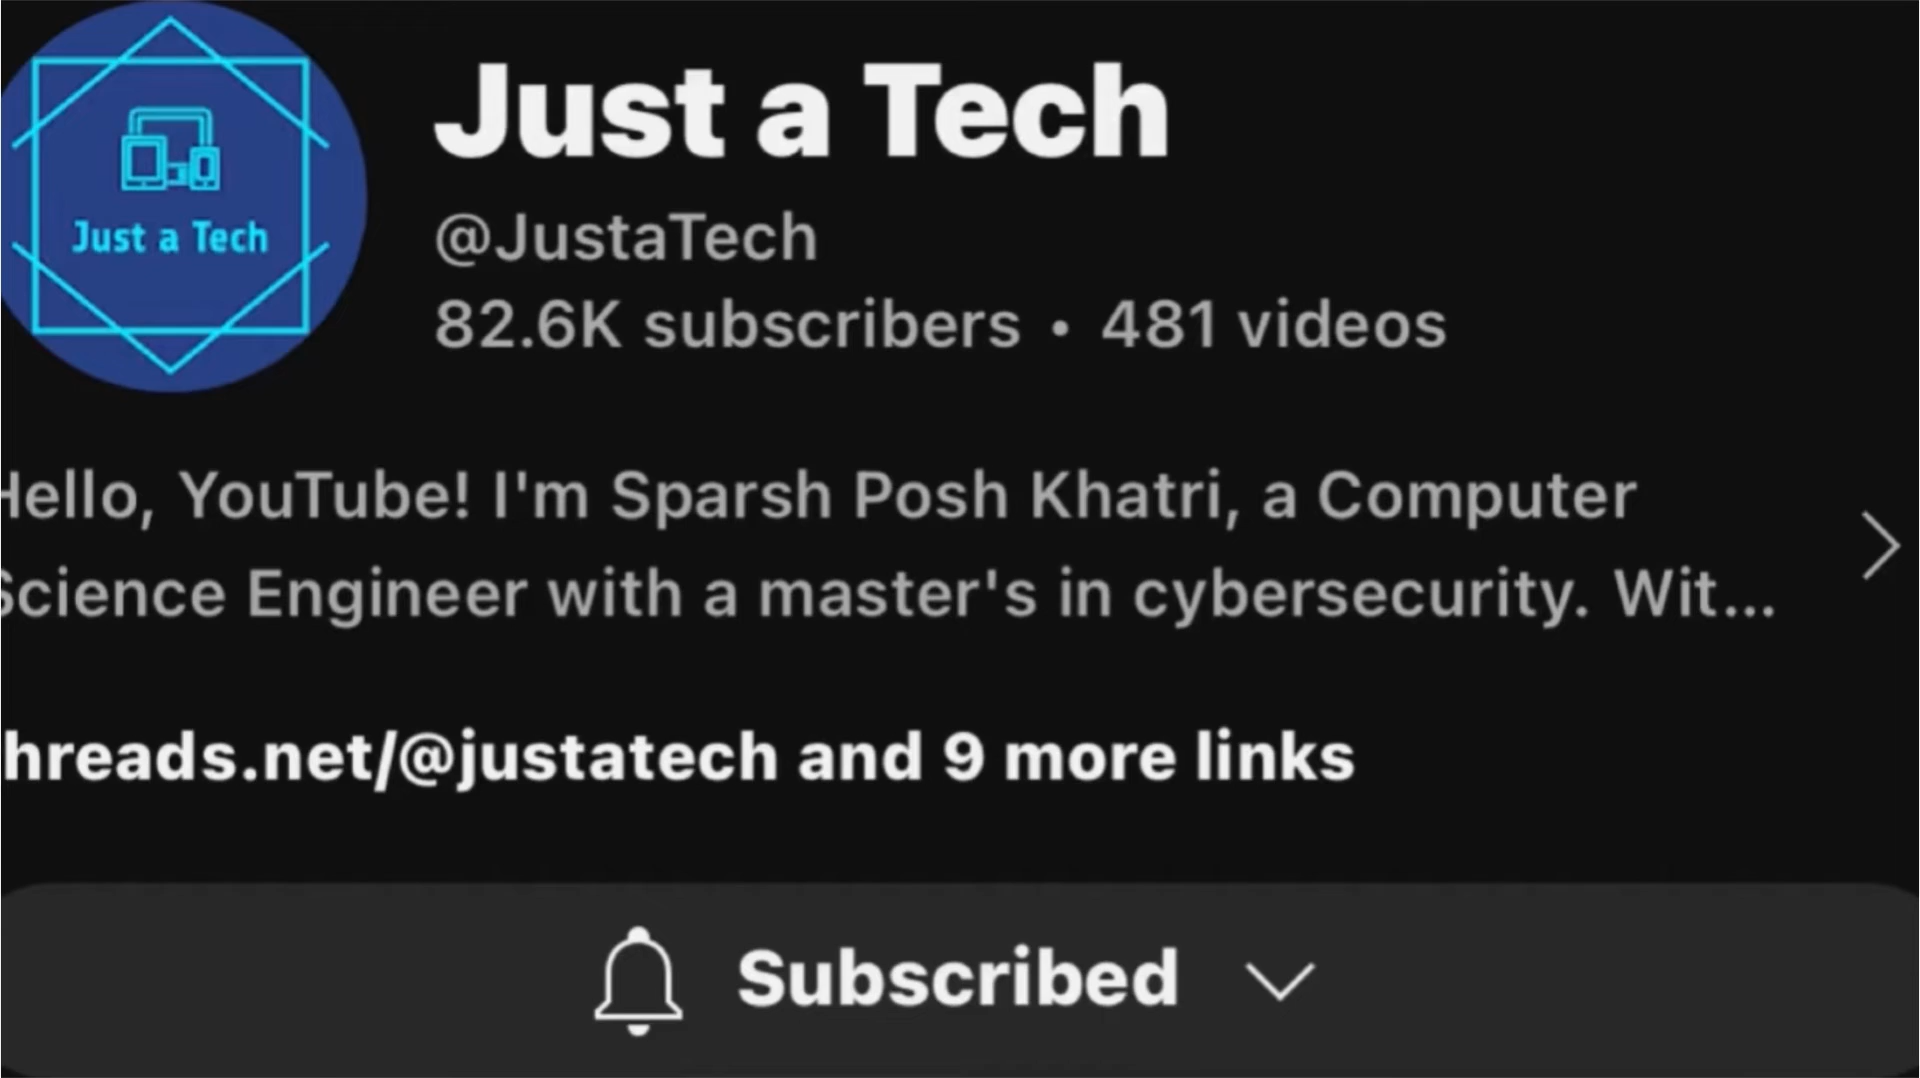 Just a Tech
Just a Tech
@JustaTech
82.6K subscribers • 481 videos
Hello, YouTube! I'm Sparsh Posh Khatri, a Computer
Science Engineer with a master's in cybersecurity. Wit...
hreads.net/@justatech and 9 more links
Subscribed